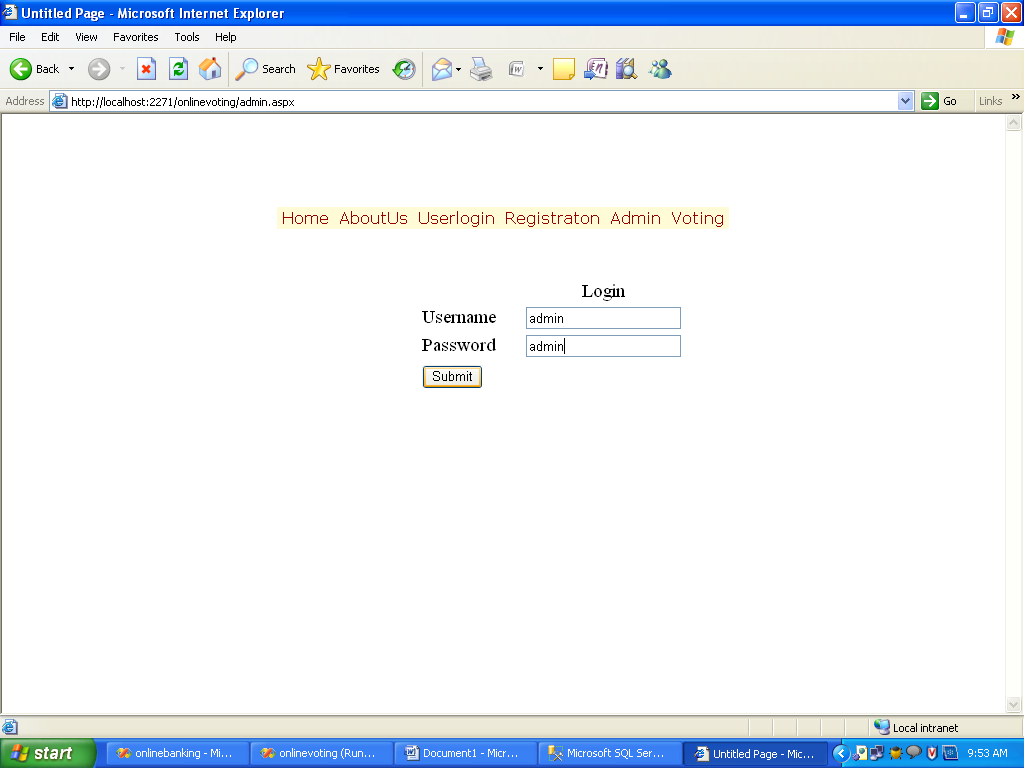 Untitled Page - Microsoft Internet Explorer
File Edit View Favorites Tools Help
Back Search Favorites
Address http://localhost:2271/onlinevoting/admin.aspx Go Links »
Home AboutUs Userlogin Registraton Admin Voting
Login
Username admin
Password admin
Submit
Local intranet
start onlinebanking - Mi... onlinevoting (Run... Document1 - Micr... Microsoft SQL Ser... Untitled Page - Mic... 9:53 AM